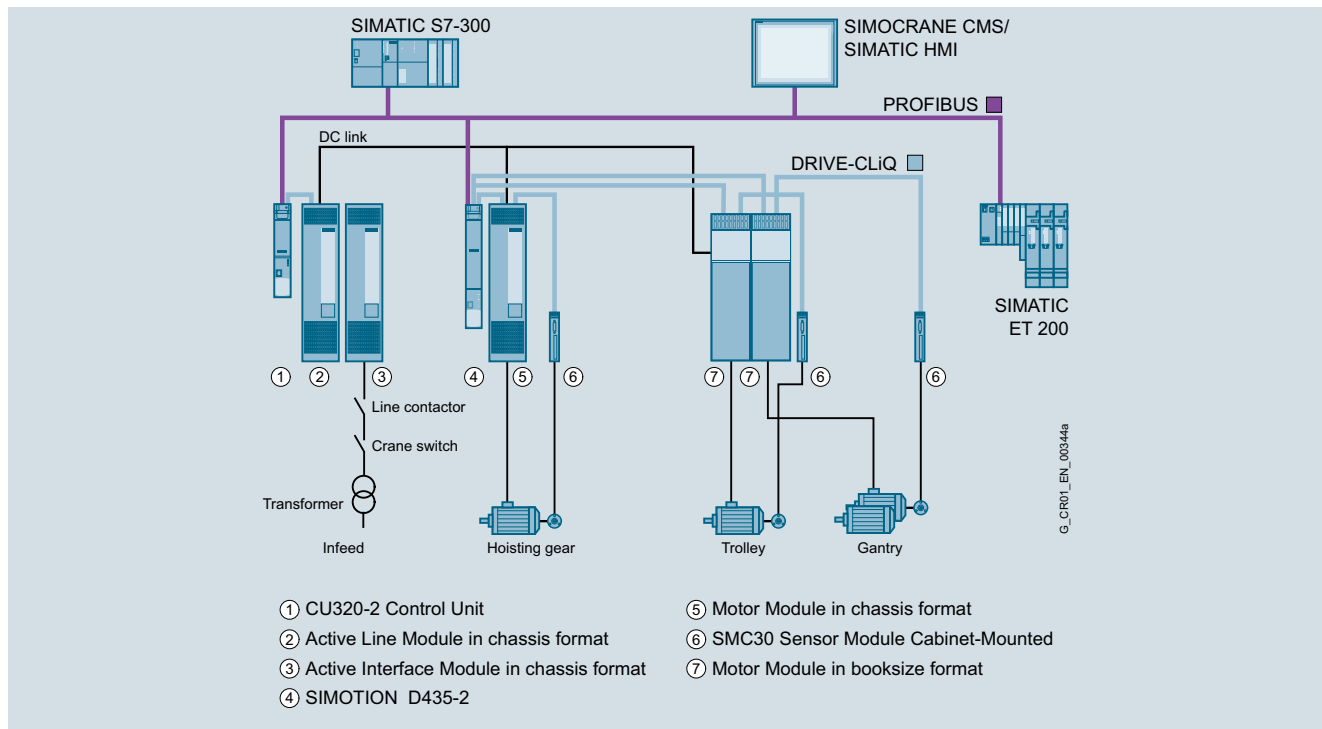 SIMATIC S7-300
SIMOCRANE CMS/
SIMATIC HMI
PROFIBUS
DC link
DRIVE-CLiQ
SIMATIC
ET 200
1
2
3
4
5
6
7
7
6
6
Line contactor
Crane switch
Transformer
Infeed
Hoisting gear
Trolley
Gantry
G_CR01_EN_00344a
1 CU320-2 Control Unit
2 Active Line Module in chassis format
3 Active Interface Module in chassis format
4 SIMOTION D435-2
5 Motor Module in chassis format
6 SMC30 Sensor Module Cabinet-Mounted
7 Motor Module in booksize format